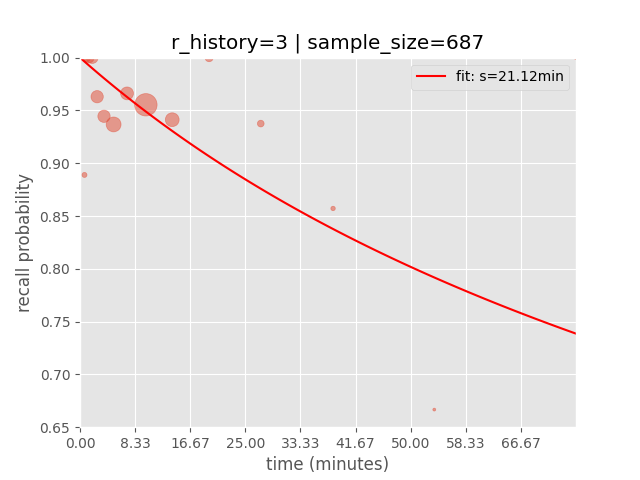 r_history=3 | sample_size=687
fit: s=21.12min
1.00
0.95
0.90
0.85
0.80
0.75
0.70
0.65
recall probability
0.00 8.33 16.67 25.00 33.33 41.67 50.00 58.33 66.67
time (minutes)